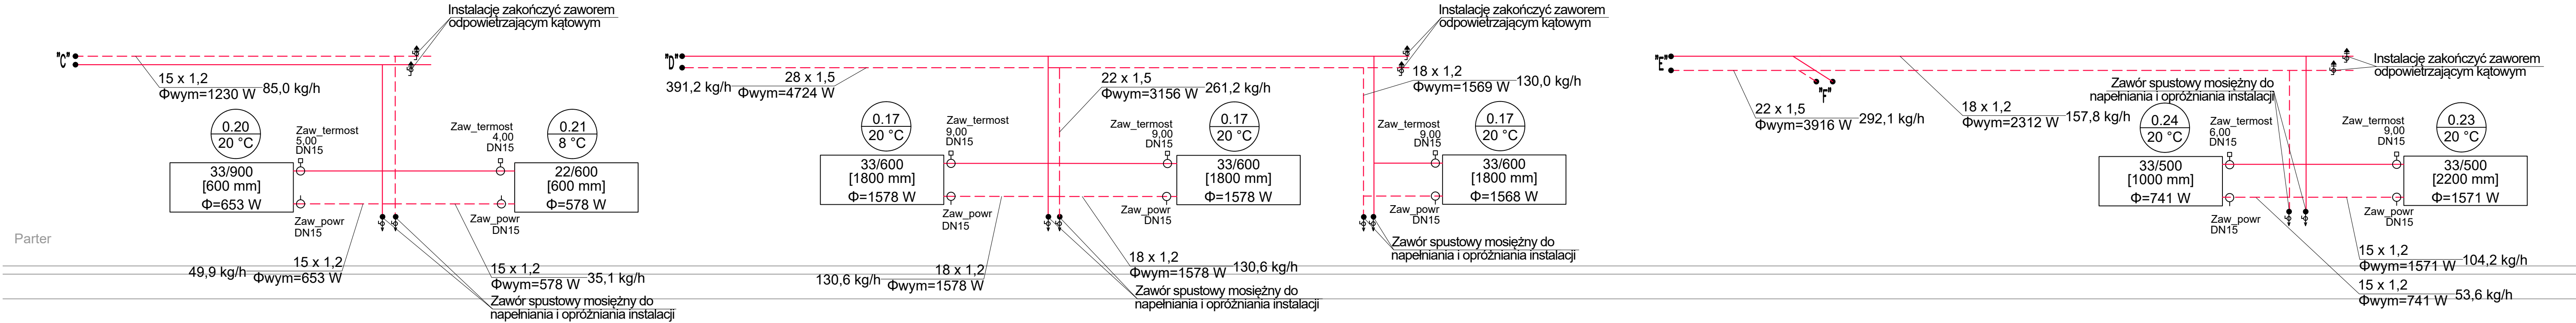 Instalację zakończyć zaworem
odpowietrzającym kątowym
"C"
15 x 1,2
Φwym=1230 W
85,0 kg/h
0.20
20 °C
Zaw_termost
5,00
DN15
33/900
[600 mm]
Φ=653 W
Zaw_powr
DN15
Zaw_termost
4,00
DN15
0.21
8 °C
22/600
[600 mm]
Φ=578 W
Zaw_powr
DN15
Parter
49,9 kg/h
15 x 1,2
Φwym=653 W
15 x 1,2
Φwym=578 W
35,1 kg/h
Zawór spustowy mosiężny do
napełniania i opróżniania instalacji
Instalację zakończyć zaworem
odpowietrzającym kątowym
"D"
391,2 kg/h
28 x 1,5
Φwym=4724 W
22 x 1,5
Φwym=3156 W
261,2 kg/h
18 x 1,2
Φwym=1569 W
130,0 kg/h
0.17
20 °C
Zaw_termost
9,00
DN15
33/600
[1800 mm]
Φ=1578 W
Zaw_powr
DN15
Zaw_termost
9,00
DN15
0.17
20 °C
33/600
[1800 mm]
Φ=1578 W
Zaw_powr
DN15
Zaw_termost
9,00
DN15
0.17
20 °C
33/600
[1800 mm]
Φ=1568 W
Zaw_powr
DN15
Zawór spustowy mosiężny do
napełniania i opróżniania instalacji
130,6 kg/h
18 x 1,2
Φwym=1578 W
18 x 1,2
Φwym=1578 W
130,6 kg/h
Zawór spustowy mosiężny do
napełniania i opróżniania instalacji
"E"
"F"
Instalację zakończyć zaworem
odpowietrzającym kątowym
22 x 1,5
Φwym=3916 W
292,1 kg/h
18 x 1,2
Φwym=2312 W
157,8 kg/h
Zawór spustowy mosiężny do
napełniania i opróżniania instalacji
0.24
20 °C
Zaw_termost
6,00
DN15
33/500
[1000 mm]
Φ=741 W
Zaw_powr
DN15
Zaw_termost
9,00
DN15
0.23
20 °C
33/500
[2200 mm]
Φ=1571 W
Zaw_powr
DN15
15 x 1,2
Φwym=1571 W
104,2 kg/h
15 x 1,2
Φwym=741 W
53,6 kg/h